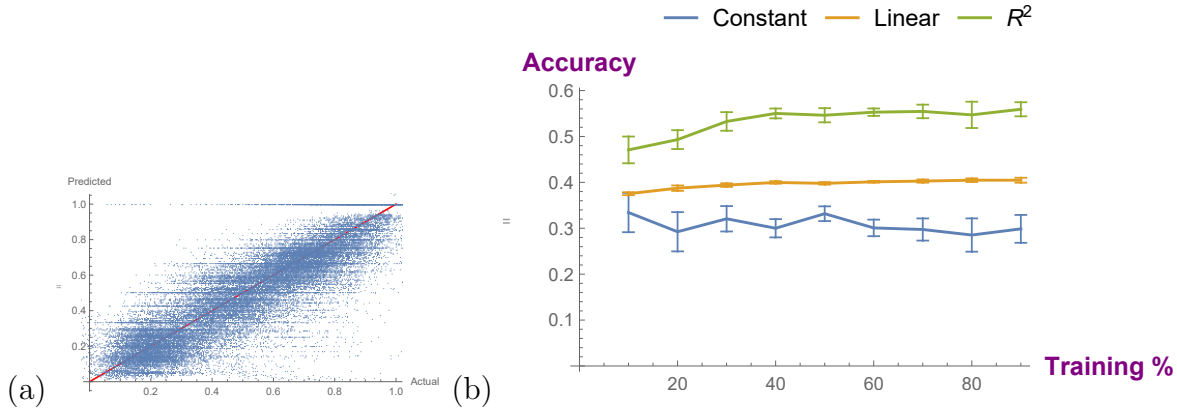 Constant Linear R²
Accuracy
Predicted
1.0
0.8
0.6
=
0.4
0.2
0.2 0.4 0.6 0.8 1.0 Actual
(a)
0.6
0.5
0.4
0.3
=
0.2
0.1
20 40 60 80
Training %
(b)